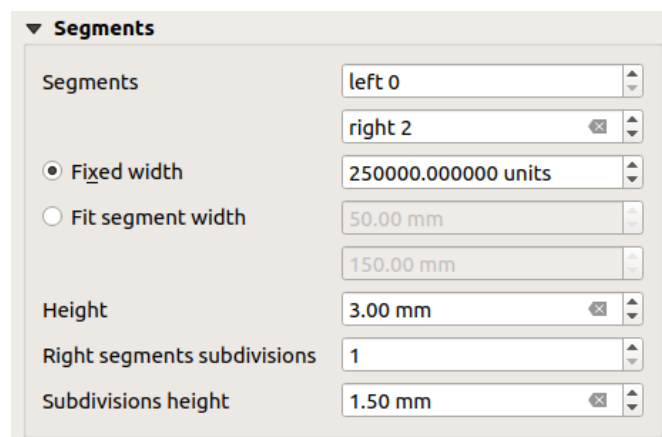 Segments
Segments left 0
right 2
Fixed width 250000.000000 units
Fit segment width 50.00 mm
150.00 mm
Height 3.00 mm
Right segments subdivisions 1
Subdivisions height 1.50 mm